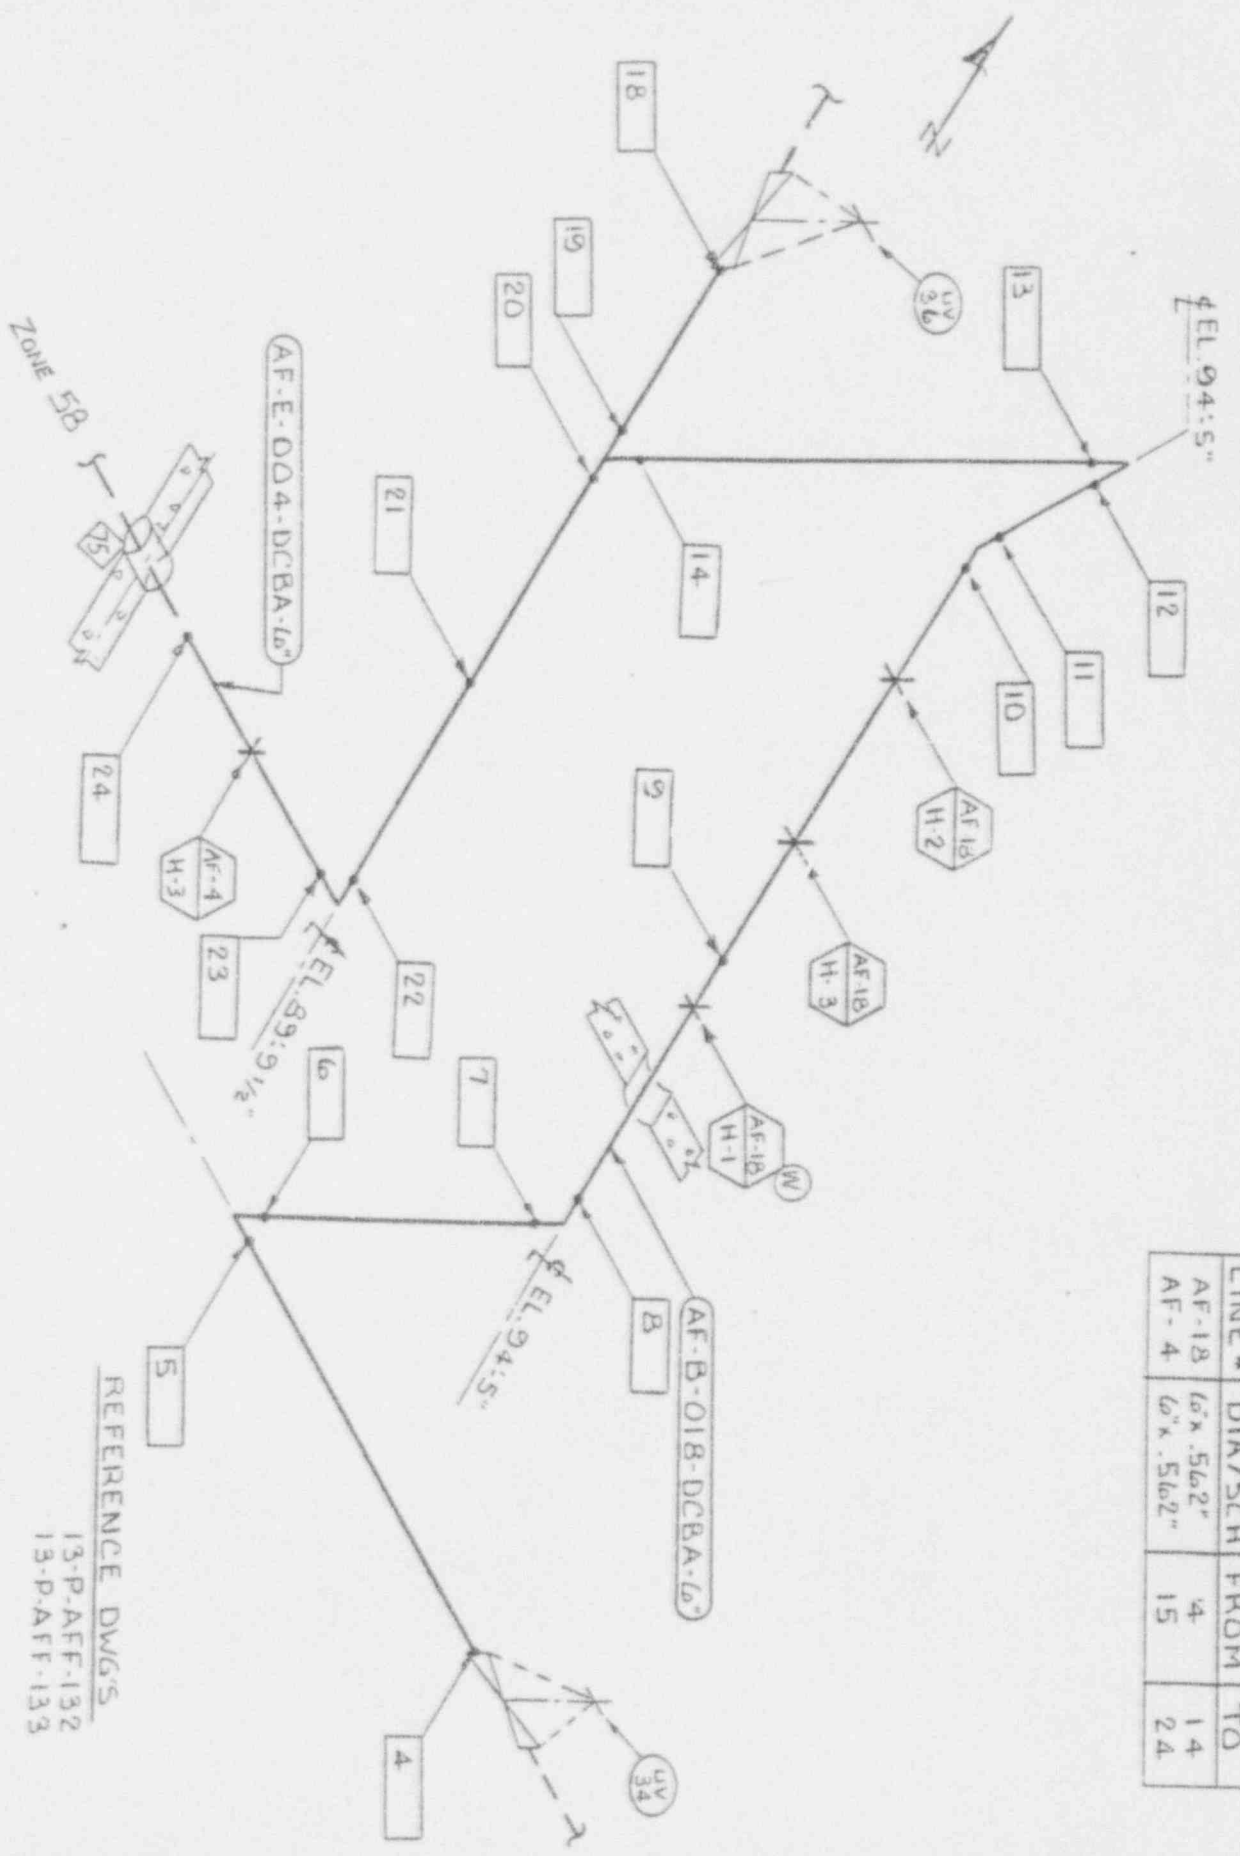 LINE # DIA/SCH FROM TO
AF-18 6"x .562" 4 14
AF-4 6"x .562" 15 24
N
℄ EL. 94'-5"
13
12
11
10
UV
36
18
19
20
14
21
AF-18
H-2
AF-18
H-3
9
AF-18
H-1
W
AF-E-004-DCBA-6"
ZONE 58
75
24
AF-4
H-3
23
22
℄ EL. 89'-9 1/2"
6
7
8
℄ EL. 94'-5"
AF-B-018-DCBA-6"
5
4
UV
34
REFERENCE DWG'S
13-P-AFF-132
13-P-AFF-133